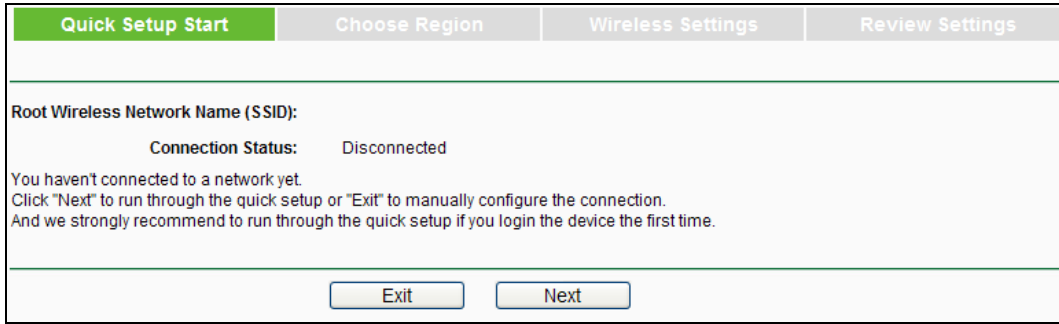 Quick Setup Start Choose Region Wireless Settings Review Settings
Root Wireless Network Name (SSID):
Connection Status: Disconnected
You haven't connected to a network yet.
Click "Next" to run through the quick setup or "Exit" to manually configure the connection.
And we strongly recommend to run through the quick setup if you login the device the first time.
Exit Next